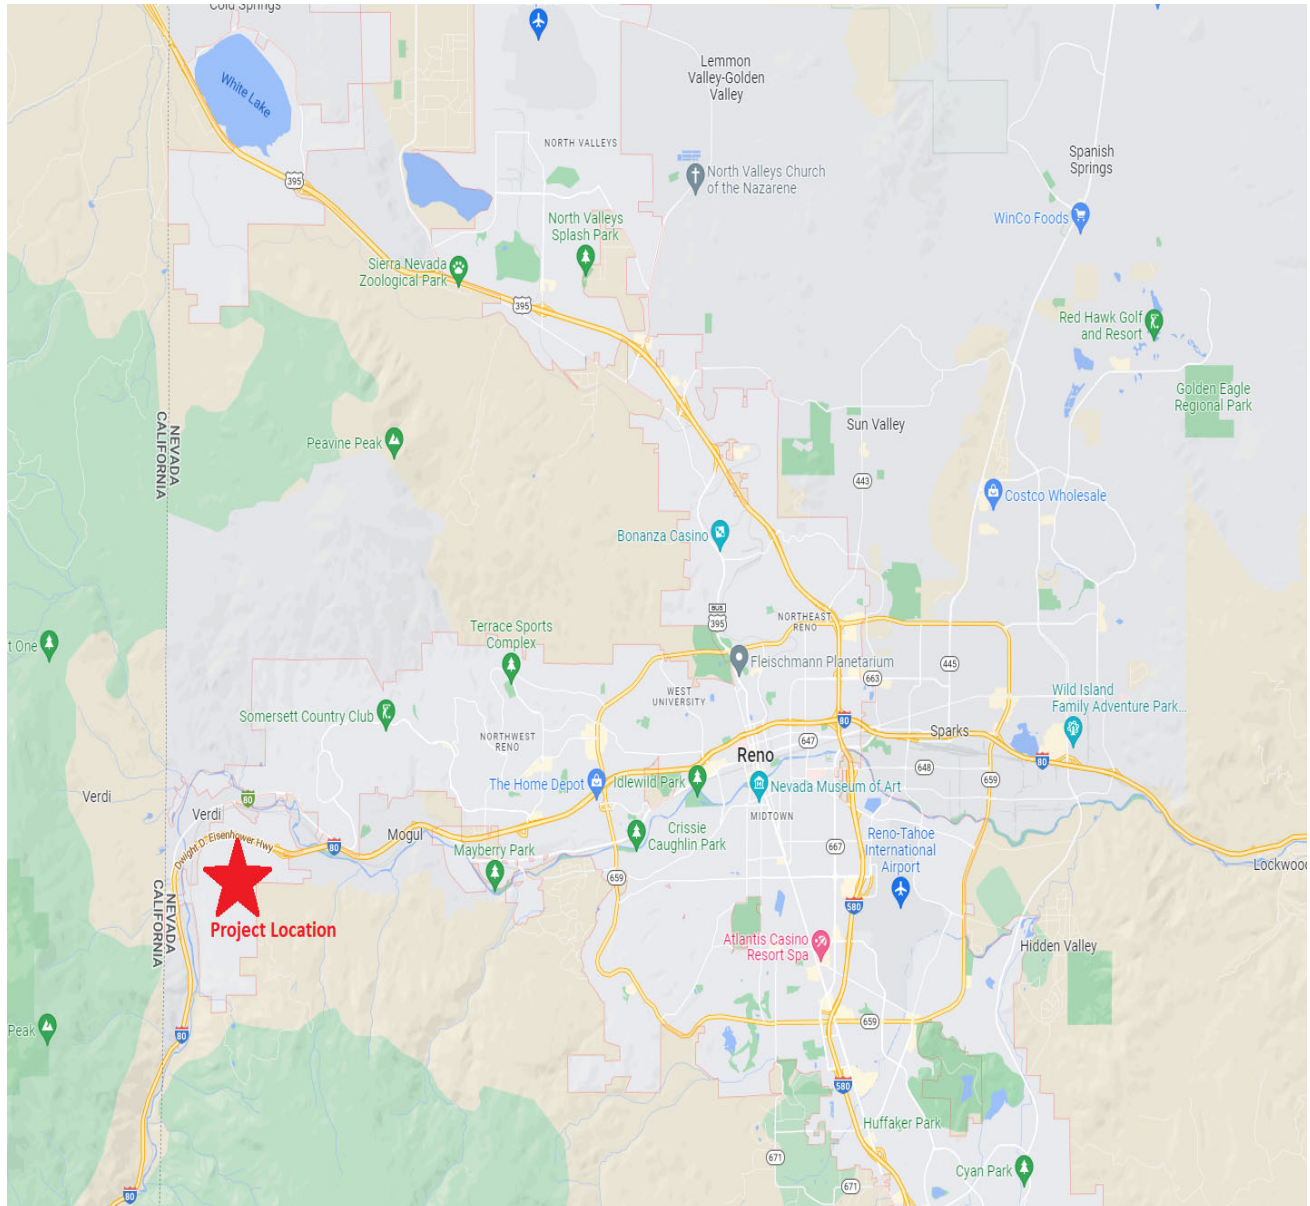 Cold Springs
White Lake
Lemmon
Valley-Golden
Valley
NORTH VALLEYS
Spanish
Springs
395
North Valleys Church
of the Nazarene
WinCo Foods
North Valleys
Splash Park
Sierra Nevada
Zoological Park
395
Red Hawk Golf
and Resort
Golden Eagle
Regional Park
NEVADA
CALIFORNIA
Peavine Peak
Sun Valley
443
Costco Wholesale
Bonanza Casino
BUS
395
NORTHEAST
RENO
t One
Terrace Sports
Complex
Fleischmann Planetarium
445
663
WEST
UNIVERSITY
Wild Island
Family Adventure Park...
Somersett Country Club
NORTHWEST
RENO
80
Sparks
647
Reno
80
648
659
Verdi
80
The Home Depot
Idlewild Park
Nevada Museum of Art
Verdi
MIDTOWN
Dwight D. Eisenhower Hwy
80
Mogul
Crissie
Caughlin Park
Mayberry Park
667
Reno-Tahoe
International
Airport
Lockwood
659
580
NEVADA
CALIFORNIA
Project Location
Atlantis Casino
Resort Spa
Hidden Valley
Peak
80
659
580
Huffaker Park
671
Cyan Park
671
80